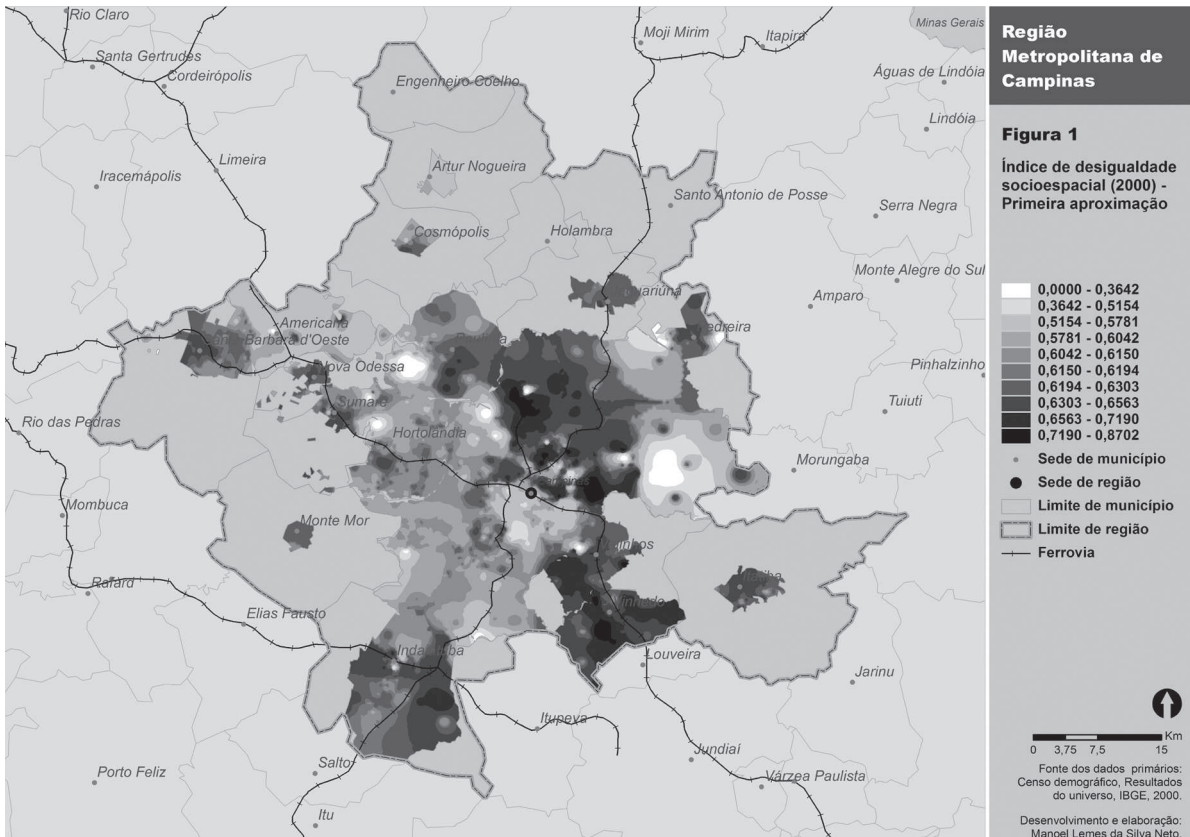 Rio Claro
Moji Mirim
Itapira
Minas Gerais
Santa Gertrudes
Cordeirópolis
Engenheiro Coelho
Águas de Lindóia
Lindóia
Limeira
Artur Nogueira
Iracemápolis
Santo Antonio de Posse
Serra Negra
Cosmópolis
Holambra
Monte Alegre do Sul
Amparo
Americana
Nova Odessa
Pinhalzinho
Sumaré
Tuiuti
Rio das Pedras
Hortolândia
Morungaba
Mombuca
Monte Mor
Rafard
Elias Fausto
Louveira
Jarinu
Itupeva
Jundiaí
Salto
Porto Feliz
Várzea Paulista
Itu
Região
Metropolitana de
Campinas
Figura 1
Índice de desigualdade
socioespacial (2000) -
Primeira aproximação
0,0000 - 0,3642
0,3642 - 0,5154
0,5154 - 0,5781
0,5781 - 0,6042
0,6042 - 0,6150
0,6150 - 0,6194
0,6194 - 0,6303
0,6303 - 0,6563
0,6563 - 0,7190
0,7190 - 0,8702
Sede de município
Sede de região
Limite de município
Limite de região
Ferrovia
Km
0 3,75 7,5 15
Fonte dos dados primários:
Censo demográfico, Resultados
do universo, IBGE, 2000.
Desenvolvimento e elaboração:
Manoel Lemes da Silva Neto.